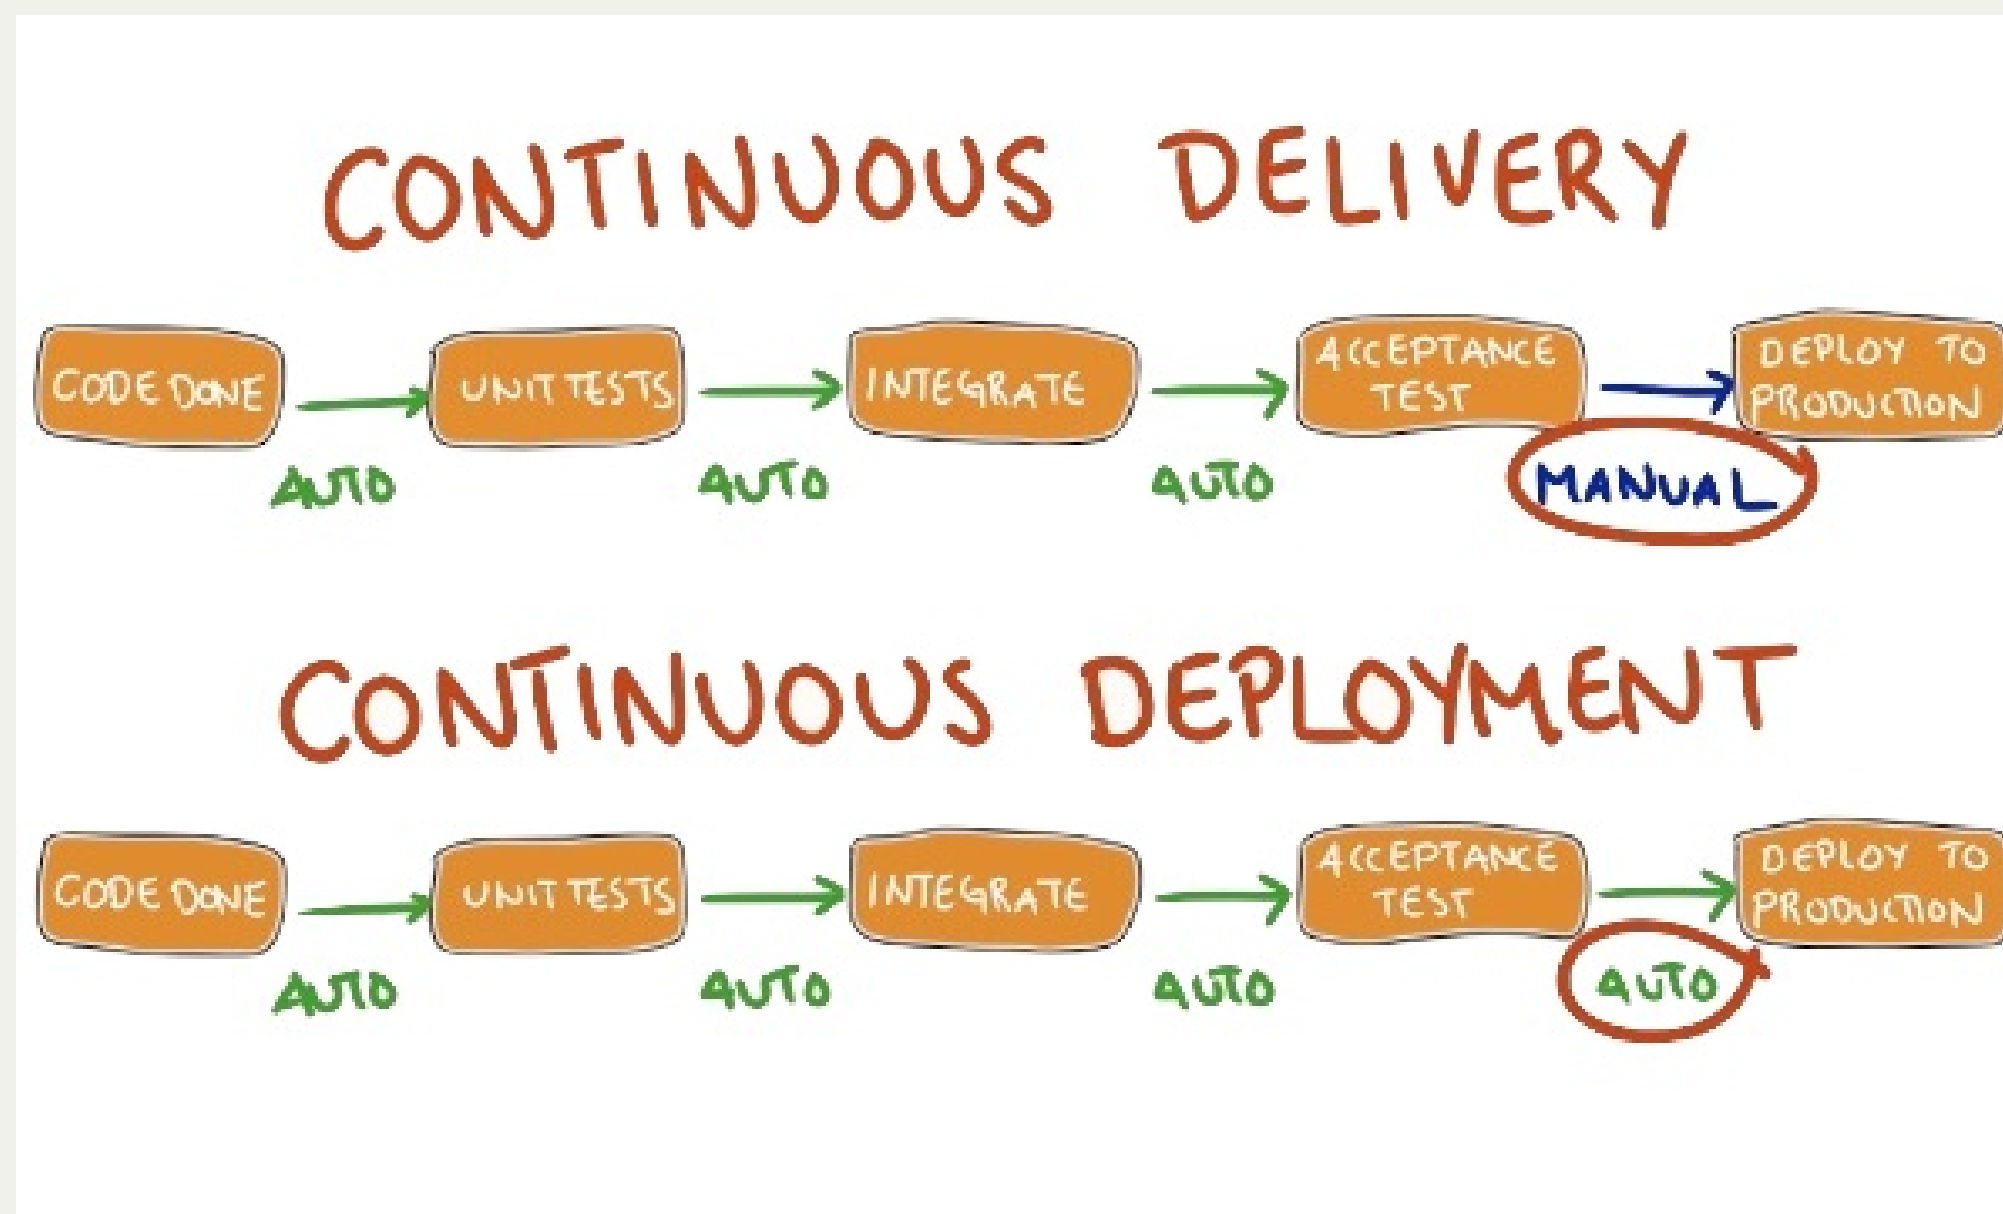 CONTINUOUS DELIVERY
CODE DONE
UNIT TESTS
INTEGRATE
ACCEPTANCE
TEST
DEPLOY TO
PRODUCTION
AUTO
AUTO
AUTO
MANUAL
CONTINUOUS DEPLOYMENT
CODE DONE
UNIT TESTS
INTEGRATE
ACCEPTANCE
TEST
DEPLOY TO
PRODUCTION
AUTO
AUTO
AUTO
AUTO